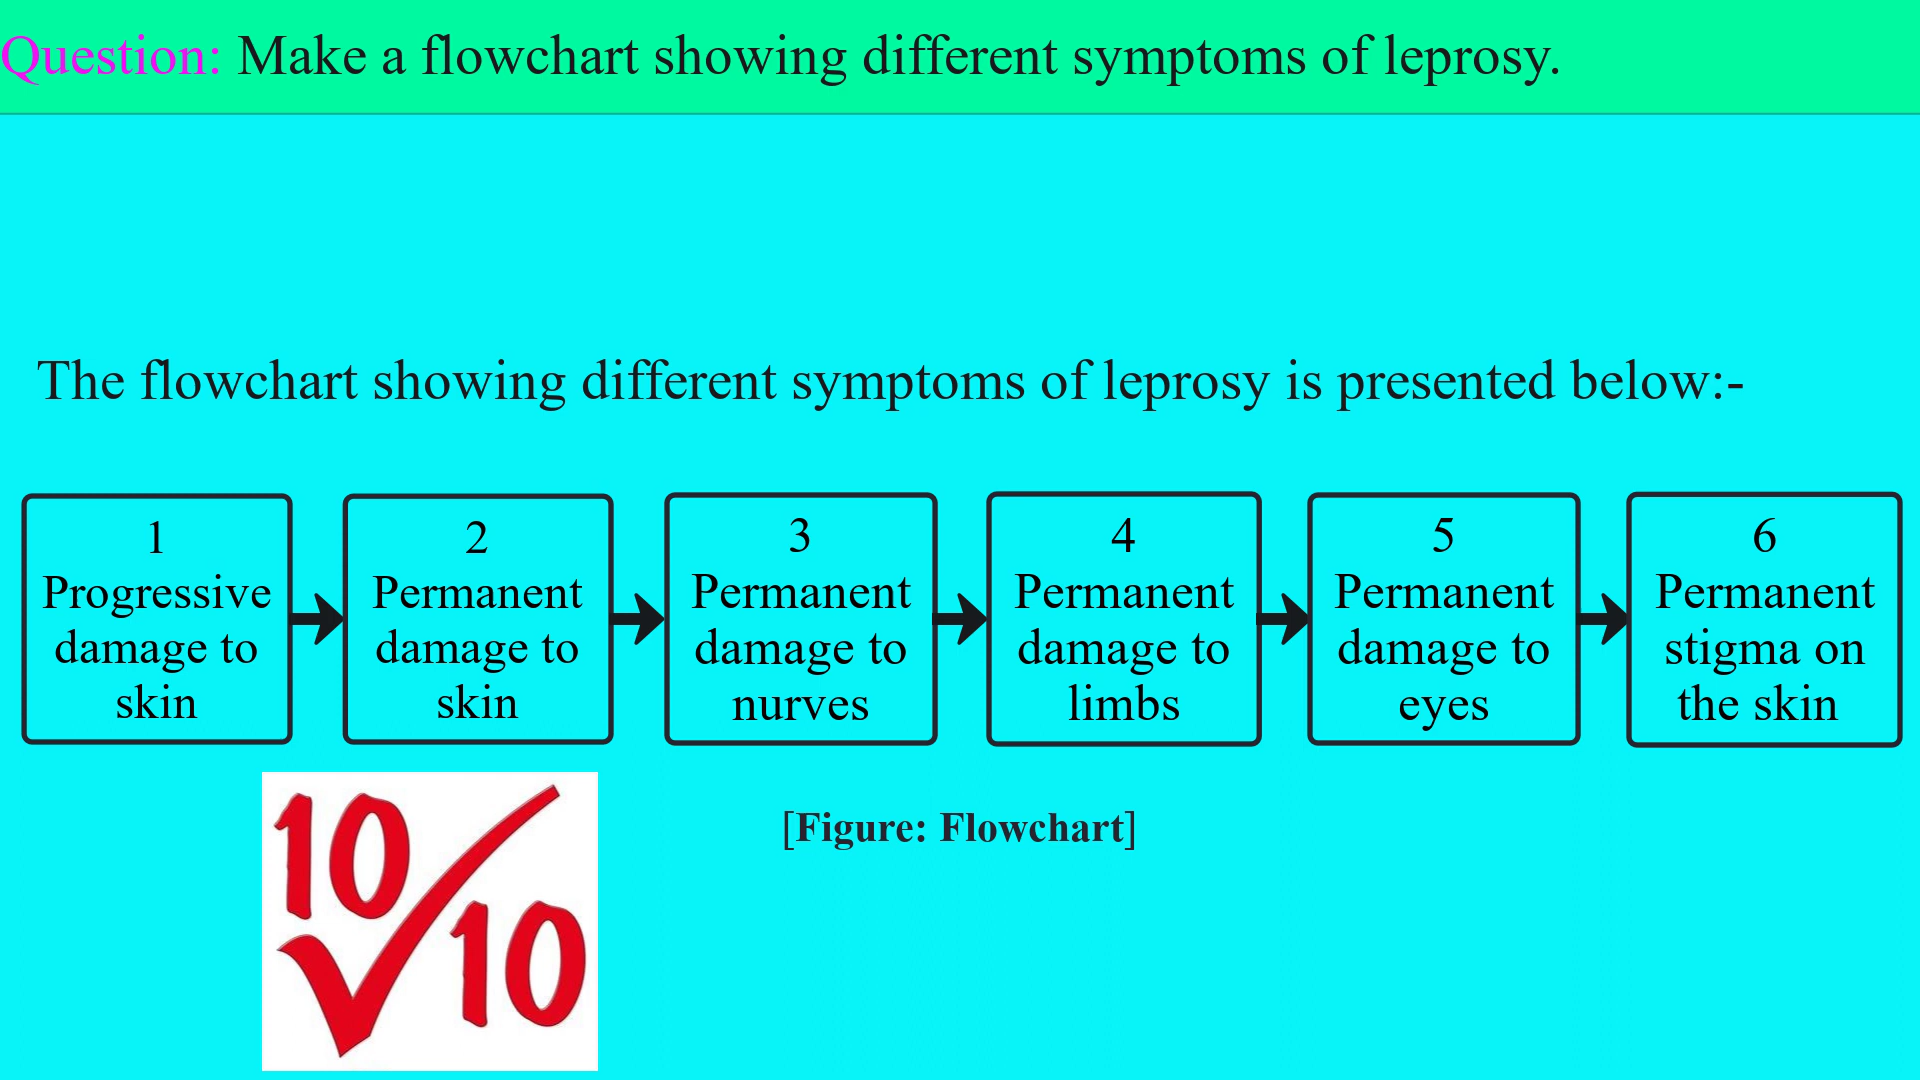 Question: Make a flowchart showing different symptoms of leprosy.
The flowchart showing different symptoms of leprosy is presented below:-
1
Progressive
damage to
skin
2
Permanent
damage to
skin
3
Permanent
damage to
nurves
4
Permanent
damage to
limbs
5
Permanent
damage to
eyes
6
Permanent
stigma on
the skin
10/10
[Figure: Flowchart]